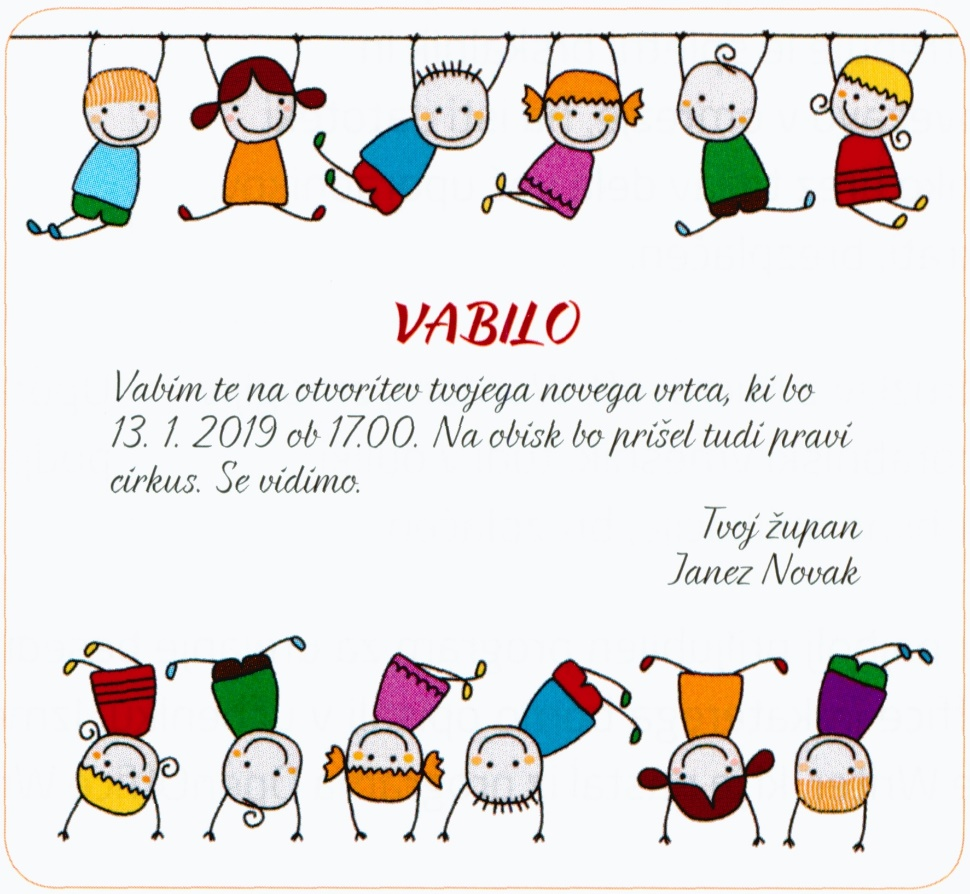 VABILO
Vabim te na otvoritev tvojega novega vrtca, ki bo
13. 1. 2019 ob 17.00. Na obisk bo prišel tudi pravi
cirkus. Se vidimo.
Tvoj župan
Janez Novak